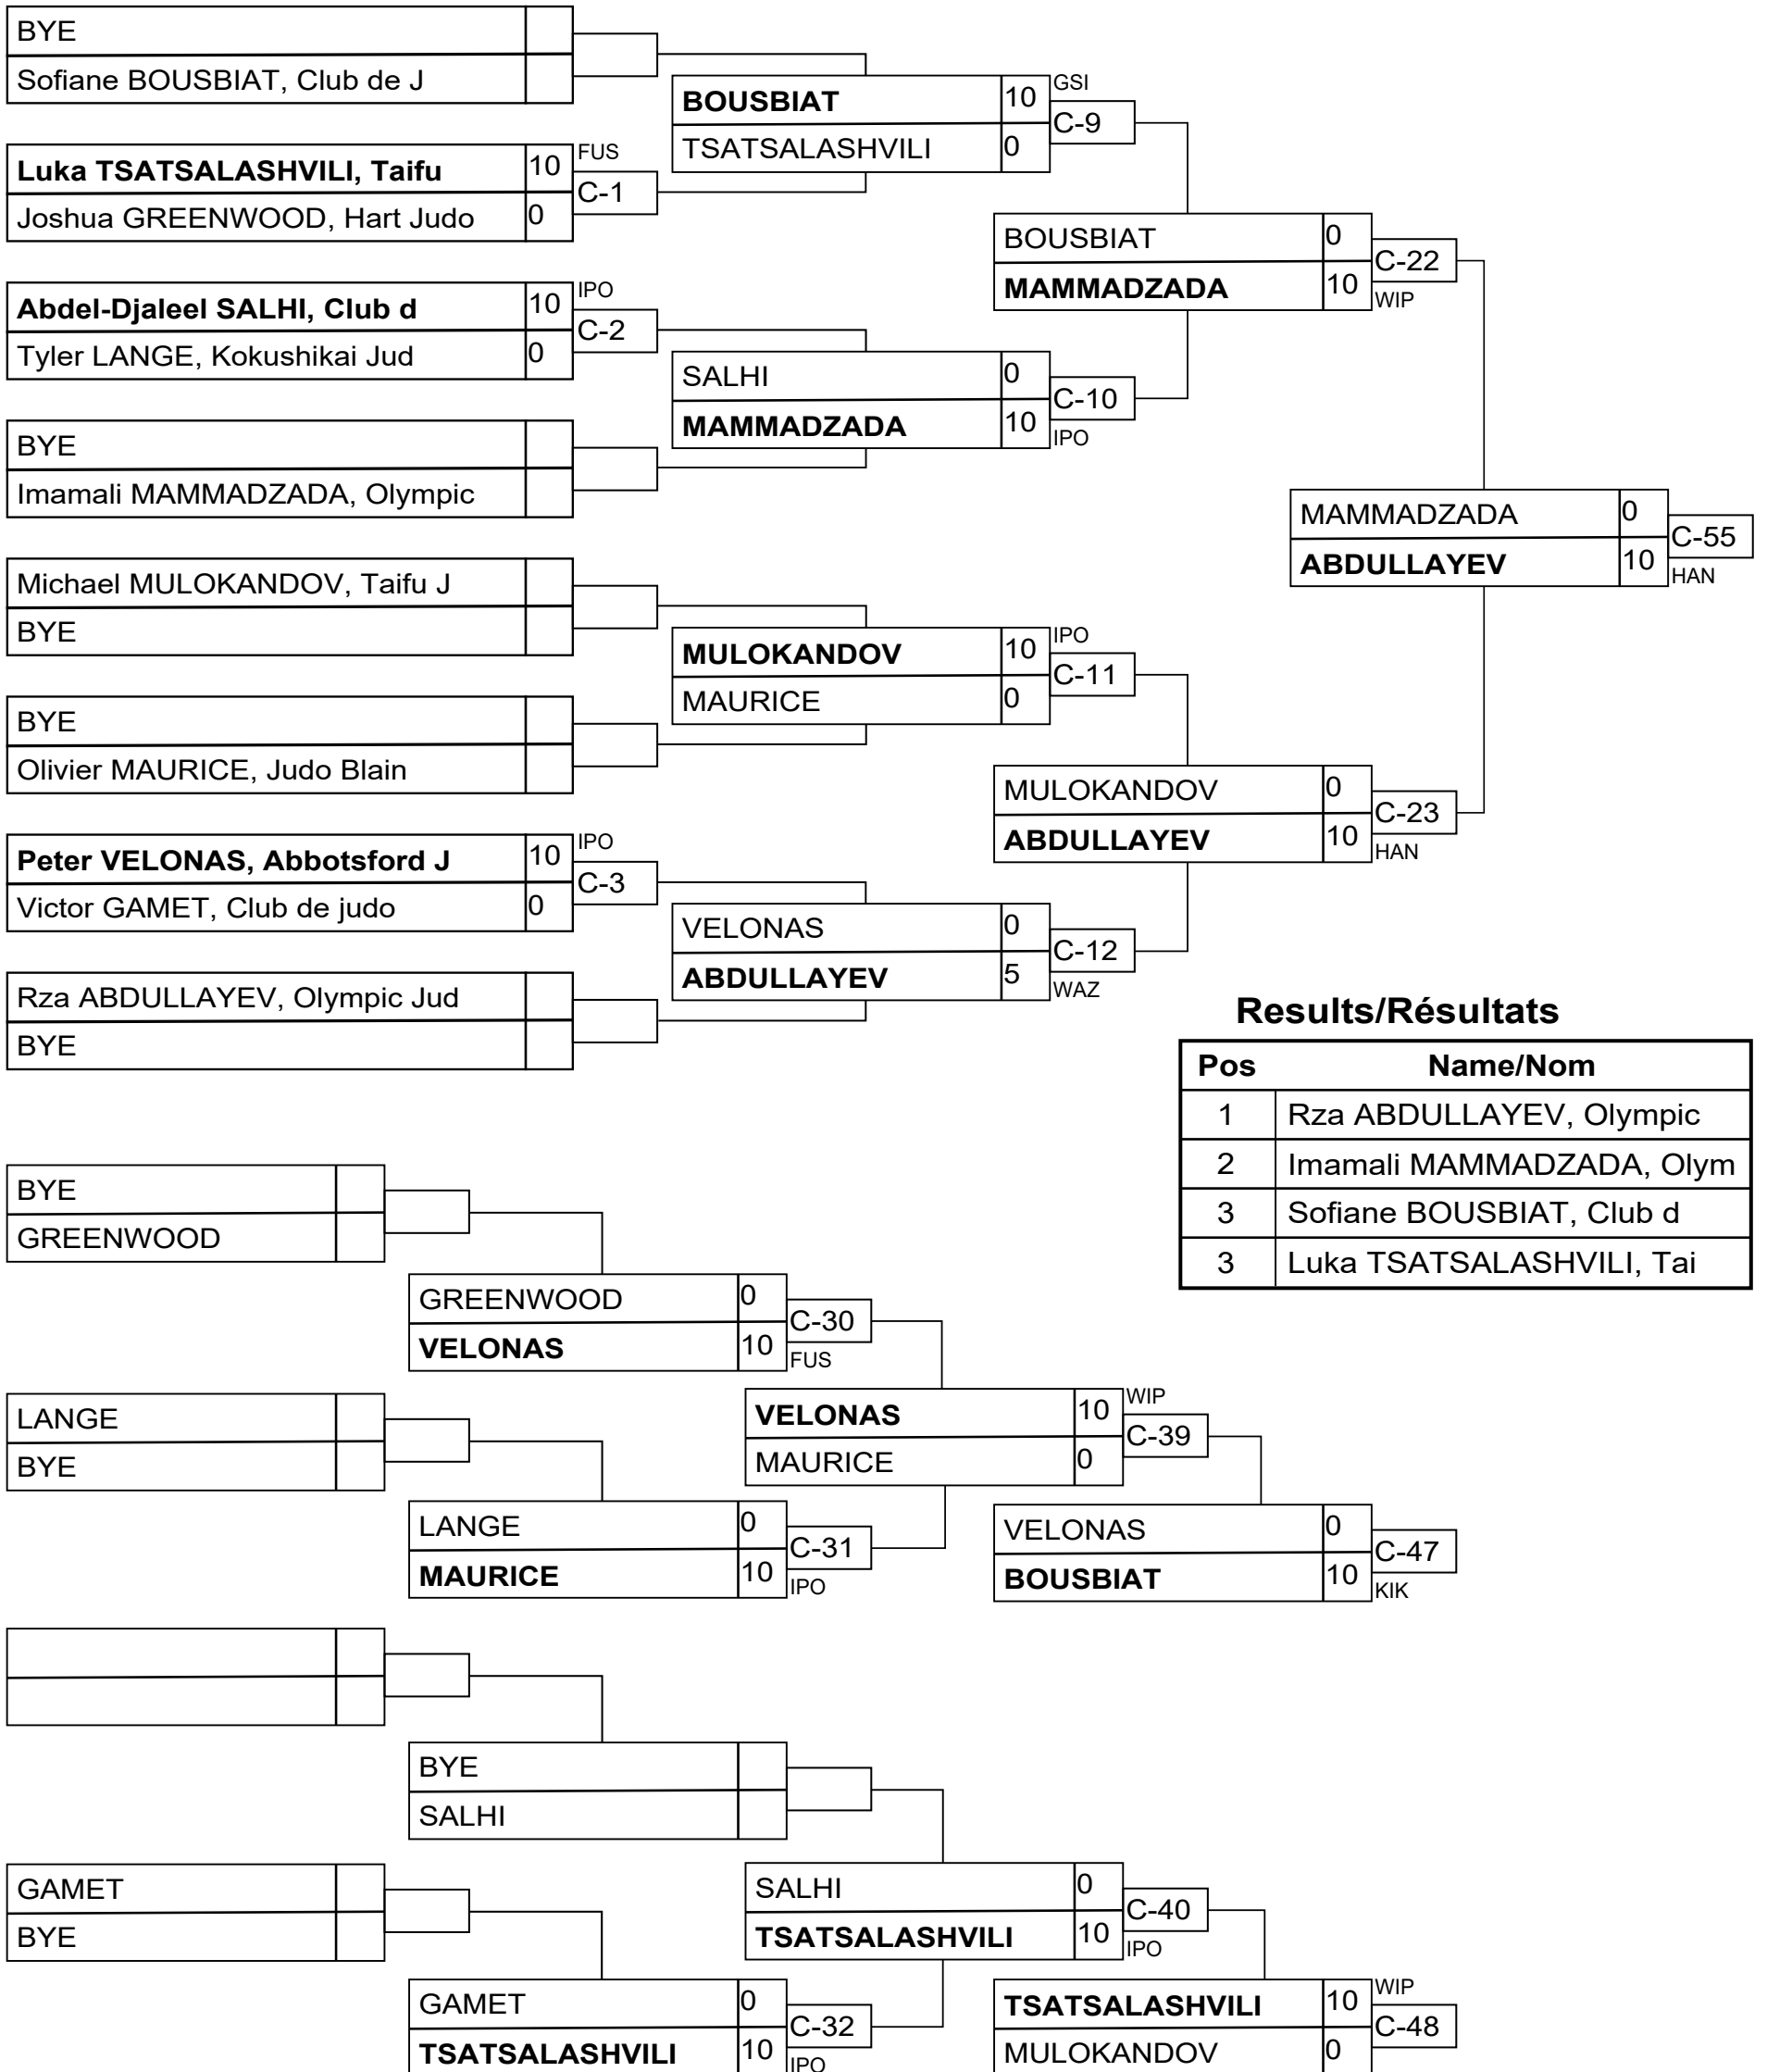 BYE
Sofiane BOUSBIAT, Club de J
BOUSBIAT 10 GSI
C-9
TSATSALASHVILI 0
Luka TSATSALASHVILI, Taifu 10 FUS
C-1
Joshua GREENWOOD, Hart Judo 0
BOUSBIAT 0
C-22
MAMMADZADA 10 WIP
Abdel-Djaleel SALHI, Club d 10 IPO
C-2
Tyler LANGE, Kokushikai Jud 0
SALHI 0
C-10
MAMMADZADA 10 IPO
BYE
Imamali MAMMADZADA, Olympic
MAMMADZADA 0
C-55
ABDULLAYEV 10 HAN
Michael MULOKANDOV, Taifu J
BYE
MULOKANDOV 10 IPO
C-11
MAURICE 0
BYE
Olivier MAURICE, Judo Blain
MULOKANDOV 0
C-23
ABDULLAYEV 10 HAN
Peter VELONAS, Abbotsford J 10 IPO
C-3
Victor GAMET, Club de judo 0
VELONAS 0
C-12
ABDULLAYEV 5 WAZ
Rza ABDULLAYEV, Olympic Jud
BYE
Results/Résultats
Pos Name/Nom
1 Rza ABDULLAYEV, Olympic
2 Imamali MAMMADZADA, Olym
3 Sofiane BOUSBIAT, Club d
3 Luka TSATSALASHVILI, Tai
BYE
GREENWOOD
GREENWOOD 0
C-30
VELONAS 10 FUS
LANGE
BYE
VELONAS 10 WIP
C-39
MAURICE 0
LANGE 0
C-31
MAURICE 10 IPO
VELONAS 0
C-47
BOUSBIAT 10 KIK
BYE
SALHI
GAMET
BYE
SALHI 0
C-40
TSATSALASHVILI 10 IPO
GAMET 0
C-32
TSATSALASHVILI 10 IPO
TSATSALASHVILI 10 WIP
C-48
MULOKANDOV 0